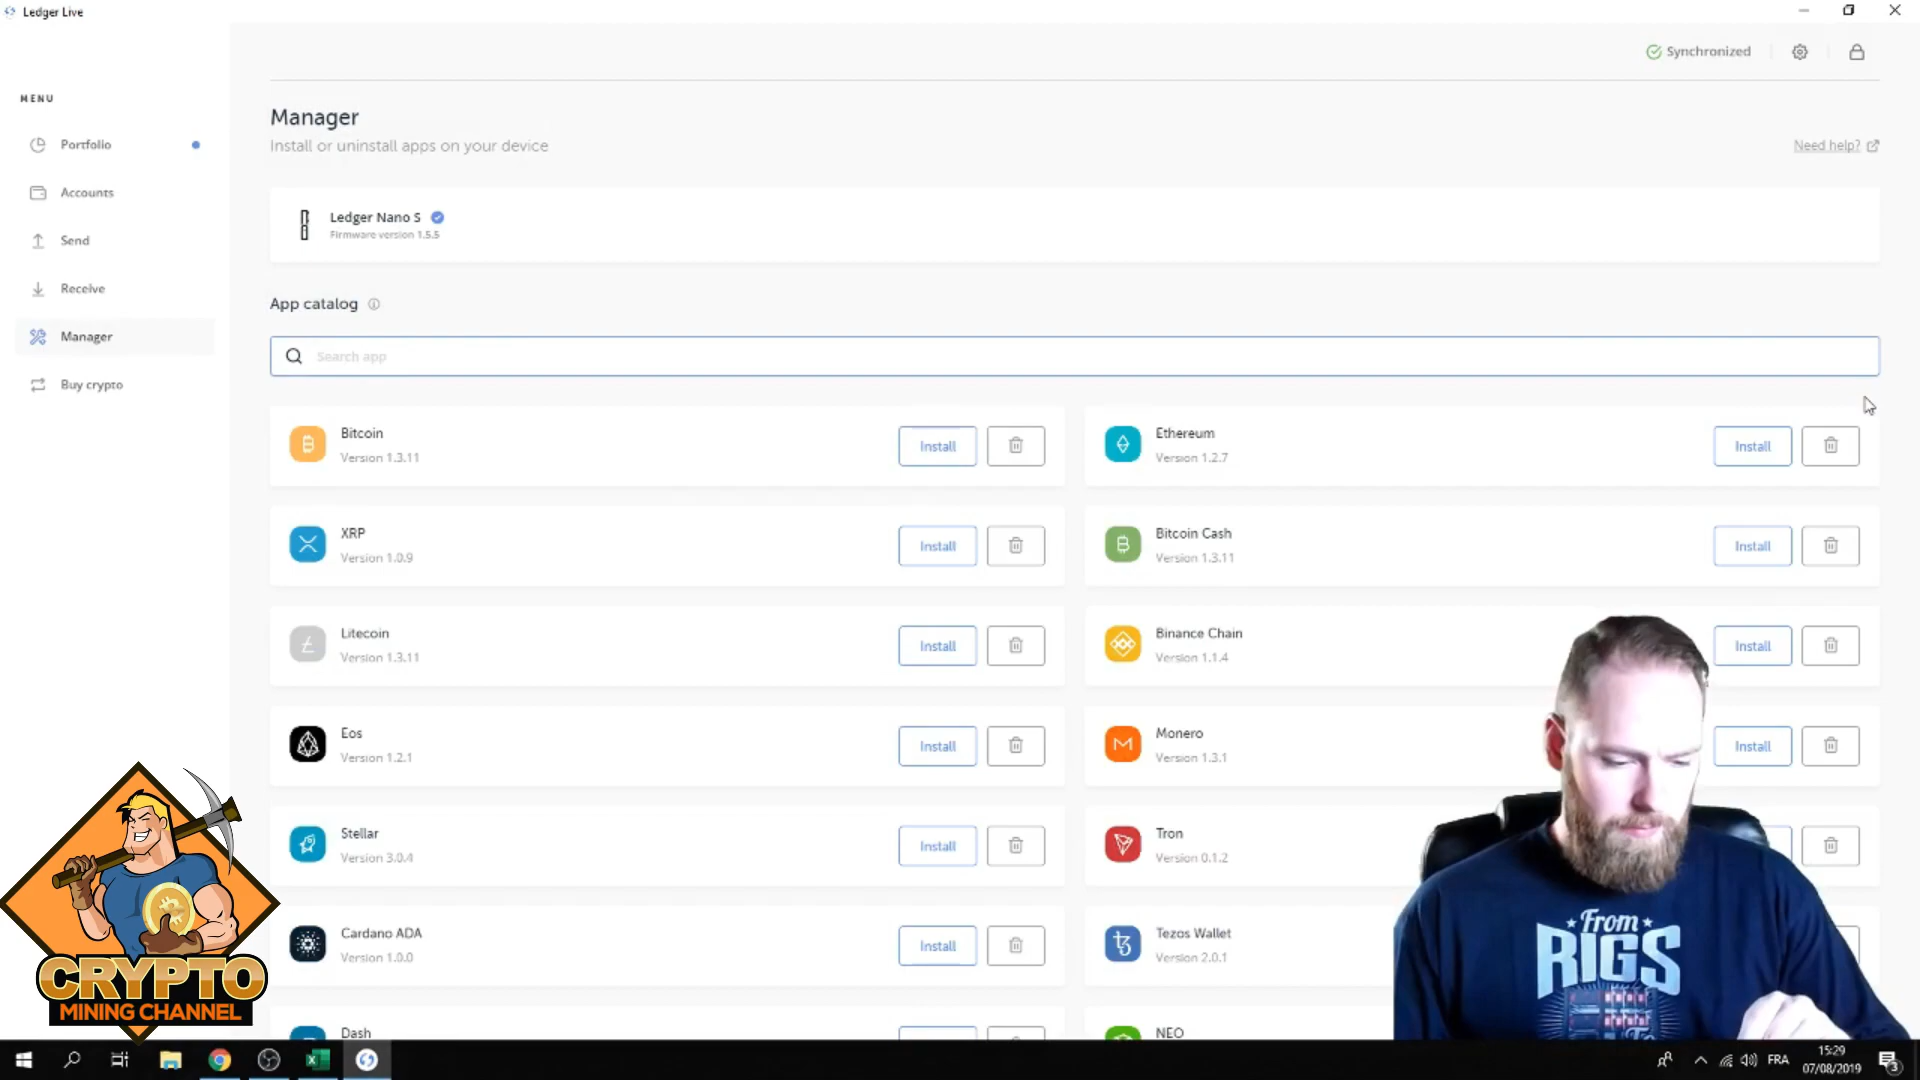 Ledger Live
Synchronized
MENU
Portfolio
Accounts
Send
Receive
Manager
Buy crypto
Manager
Install or uninstall apps on your device
Need help?
Ledger Nano S
Firmware version 1.5.5
App catalog
Search app
Bitcoin
Version 1.3.11
Install
Ethereum
Version 1.2.7
Install
XRP
Version 1.0.9
Install
Bitcoin Cash
Version 1.3.11
Install
Litecoin
Version 1.3.11
Install
Binance Chain
Version 1.1.4
Install
Eos
Version 1.2.1
Install
Monero
Version 1.3.1
Install
Stellar
Version 3.0.4
Install
Tron
Version 0.1.2
Cardano ADA
Version 1.0.0
Install
Tezos Wallet
Version 2.0.1
Dash
NEO
CRYPTO
MINING CHANNEL
From
RIGS
To
FRA
15:29
07/08/2019
3